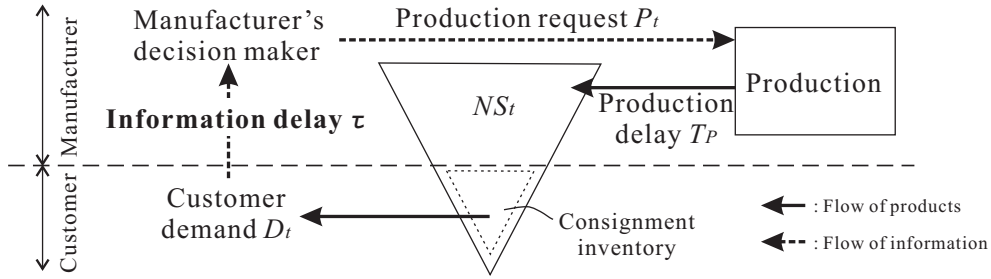 Manufacturer
Manufacturer's
decision maker
Production request Pt
Production
Information delay τ
NSt
Production
delay TP
Customer
Customer
demand Dt
Consignment
inventory
: Flow of products
: Flow of information